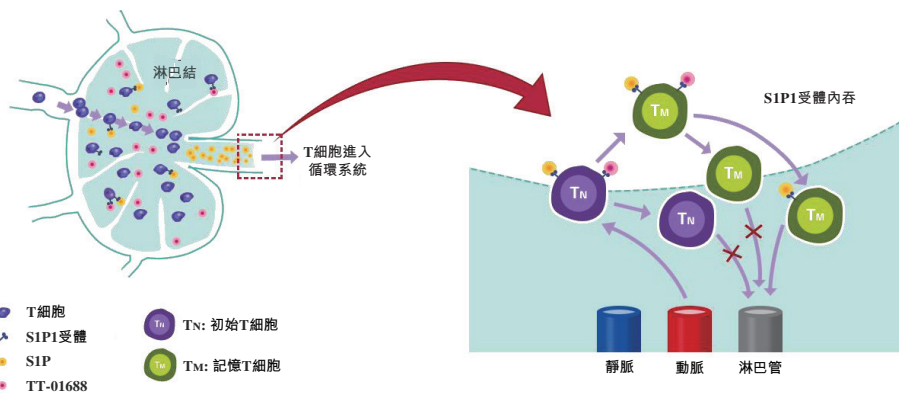 淋巴結
T細胞進入
循環系統
T細胞
S1P1受體
S1P
TT-01688
TN
TN: 初始T細胞
TM
TM: 記憶T細胞
S1P1受體內吞
TM
TM
TN
TN
TM
靜脈
動脈
淋巴管